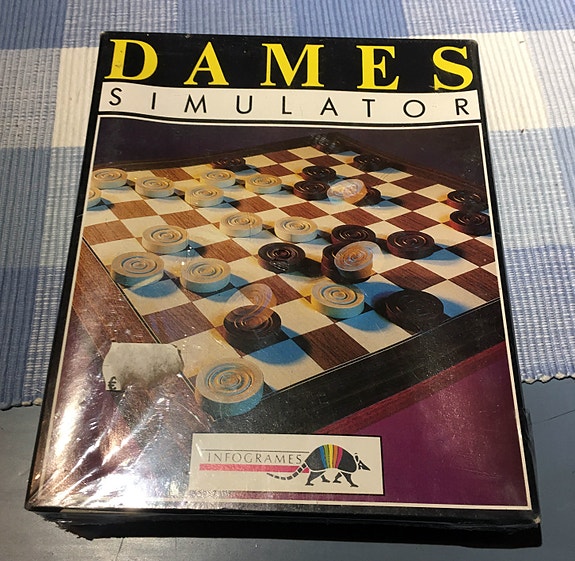 DAMES
SIMULATOR
€
INFOGRAMES